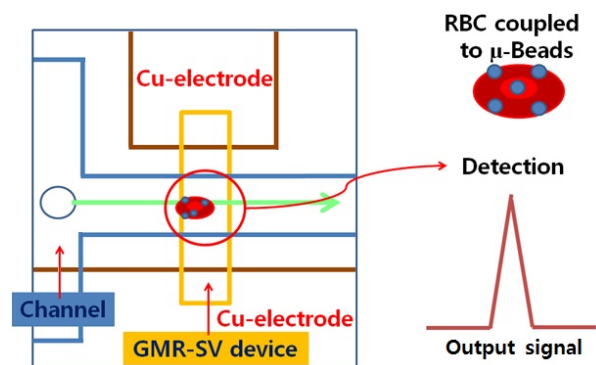 RBC coupled
to μ-Beads
Cu-electrode
Detection
Channel
Cu-electrode
GMR-SV device
Output signal